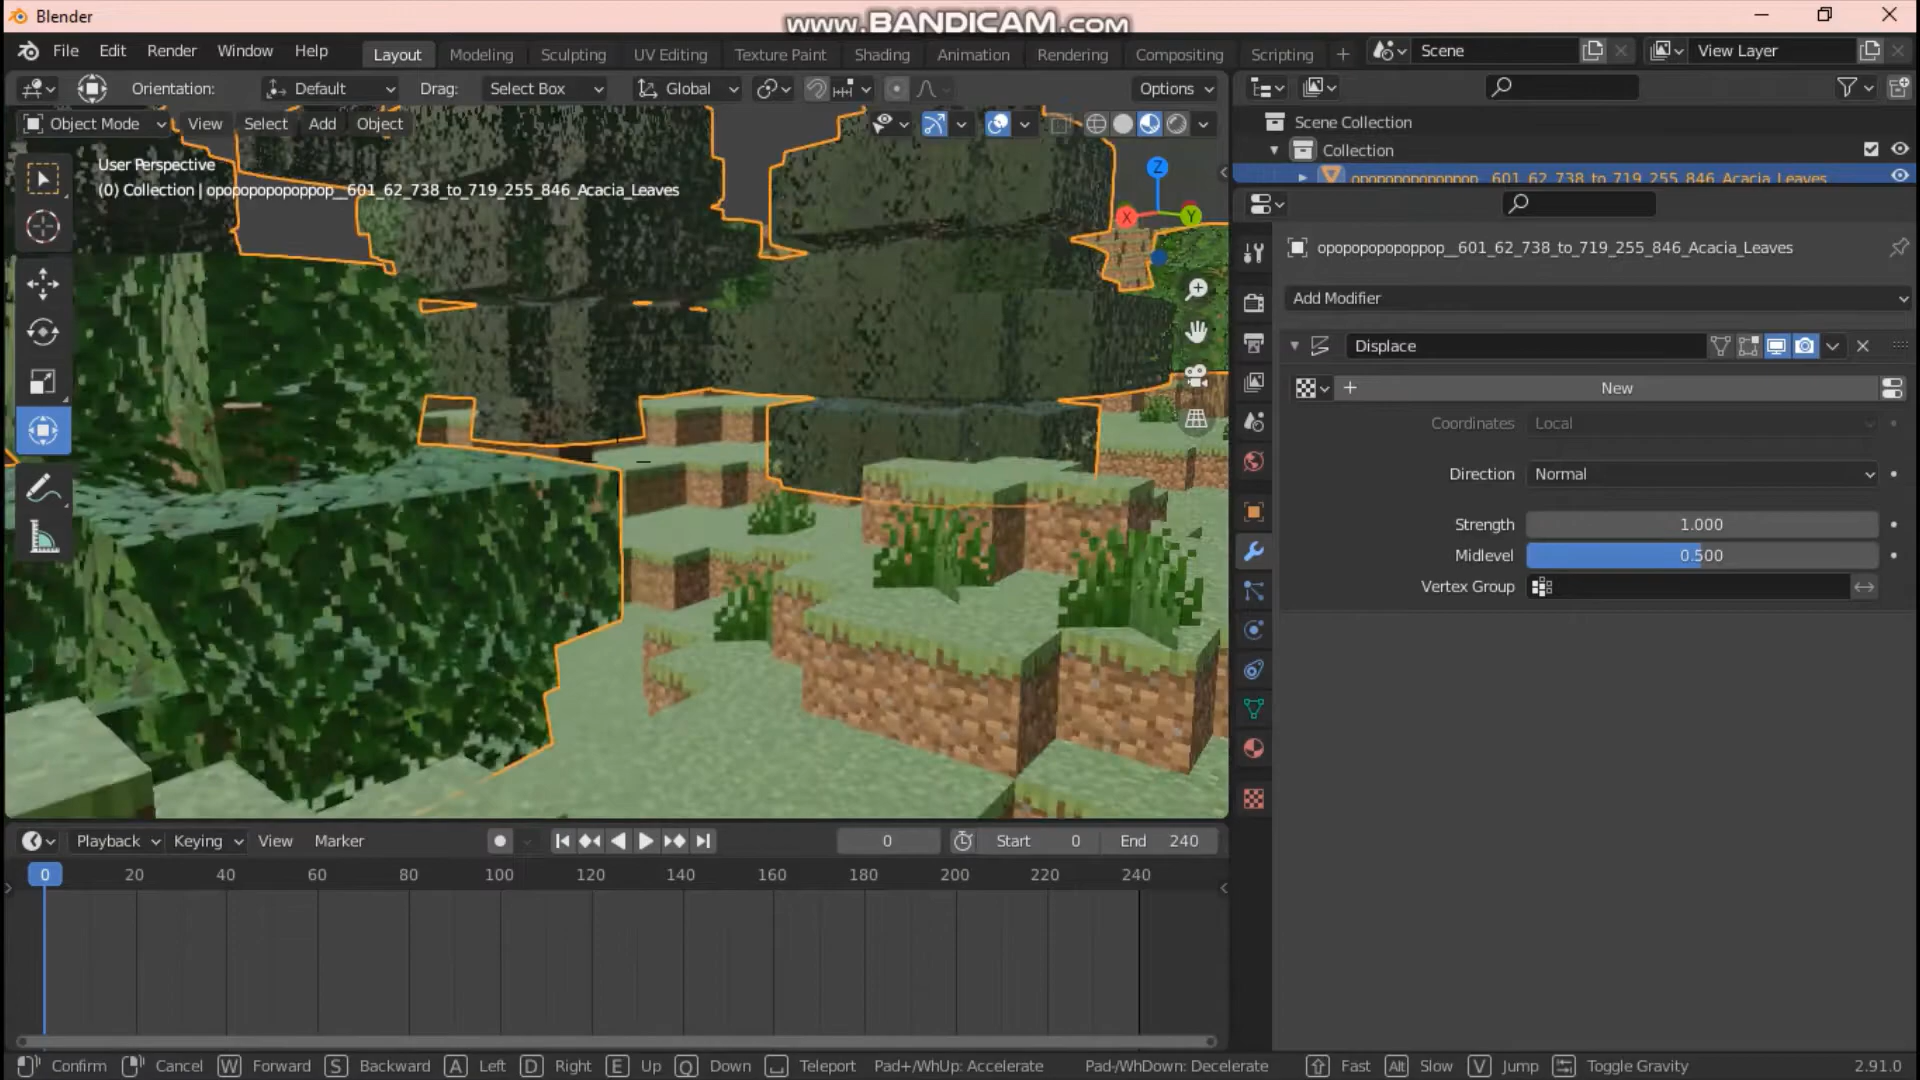 Blender
www.BANDICAM.com
File Edit Render Window Help
Layout Modeling Sculpting UV Editing Texture Paint Shading Animation Rendering Compositing Scripting +
Scene View Layer
Orientation: Default Drag: Select Box Global Options
Object Mode View Select Add Object
User Perspective
(0) Collection | opopopopopoppop__601_62_738_to_719_255_846_Acacia_Leaves
Z
X Y
Scene Collection
Collection
opopopopopoppop__601_62_738_to_719_255_846_Acacia_Leaves
opopopopopoppop__601_62_738_to_719_255_846_Acacia_Leaves
Add Modifier
Displace
+ New
Coordinates Local
Direction Normal
Strength 1.000
Midlevel 0.500
Vertex Group
Playback Keying View Marker 0 Start 0 End 240
0 20 40 60 80 100 120 140 160 180 200 220 240
Confirm Cancel W Forward S Backward A Left D Right E Up Q Down Teleport Pad+/WhUp: Accelerate Pad-/WhDown: Decelerate Fast Alt Slow V Jump Toggle Gravity 2.91.0